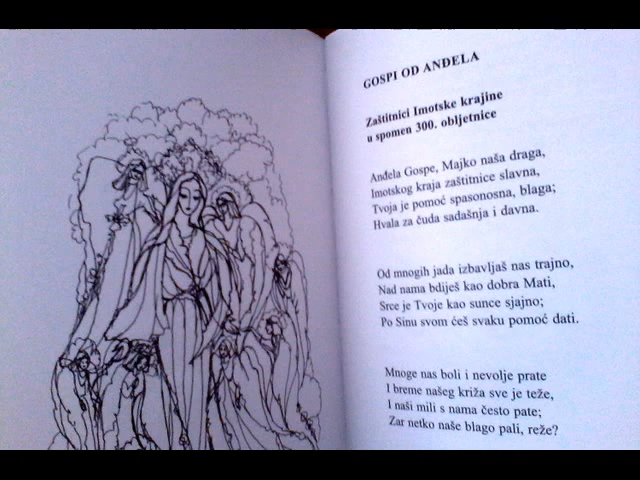 GOSPI OD ANĐELA
Zaštitnici Imotske krajine
u spomen 300. obljetnice
Anđela Gospe, Majko naša draga,
Imotskog kraja zaštitnice slavna,
Tvoja je pomoć spasonosna, blaga;
Hvala za čuda sadašnja i davna.
Od mnogih jada izbavljaš nas trajno,
Nad nama bdiješ kao dobra Mati,
Srce je Tvoje kao sunce sjajno;
Po Sinu svom ćeš svaku pomoć dati.
Mnoge nas boli i nevolje prate
I breme našeg križa sve je teže,
I naši mili s nama često pate;
Zar netko naše blago pali, reže?